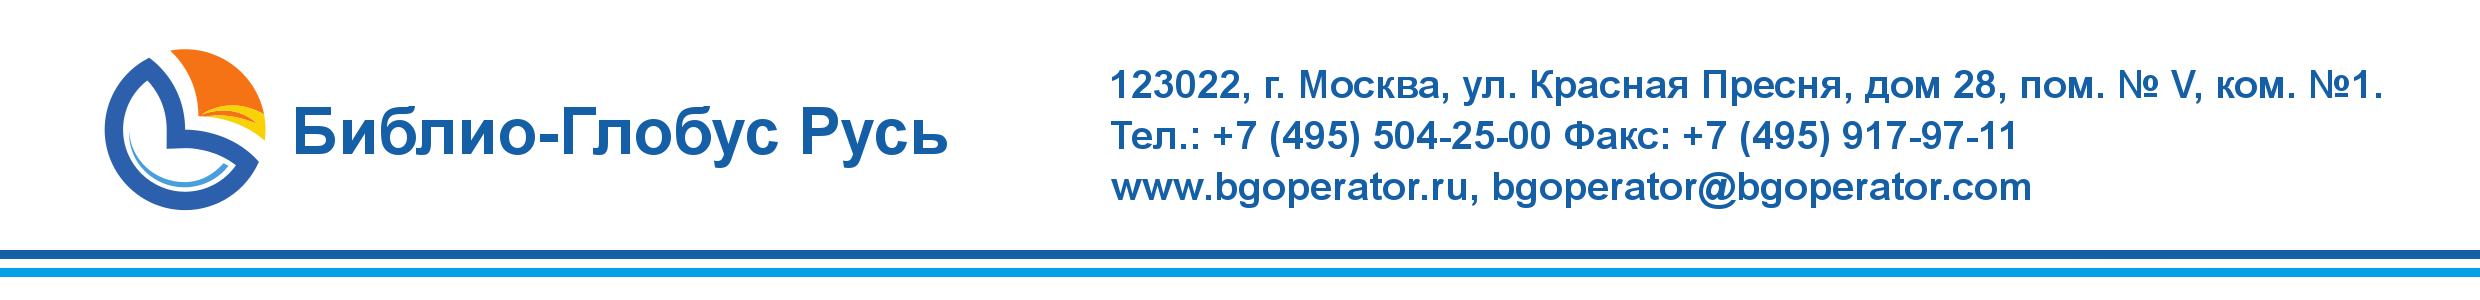 Библио-Глобус Русь
123022, г. Москва, ул. Красная Пресня, дом 28, пом. № V, ком. №1.
Тел.: +7 (495) 504-25-00 Факс: +7 (495) 917-97-11
www.bgoperator.ru, bgoperator@bgoperator.com